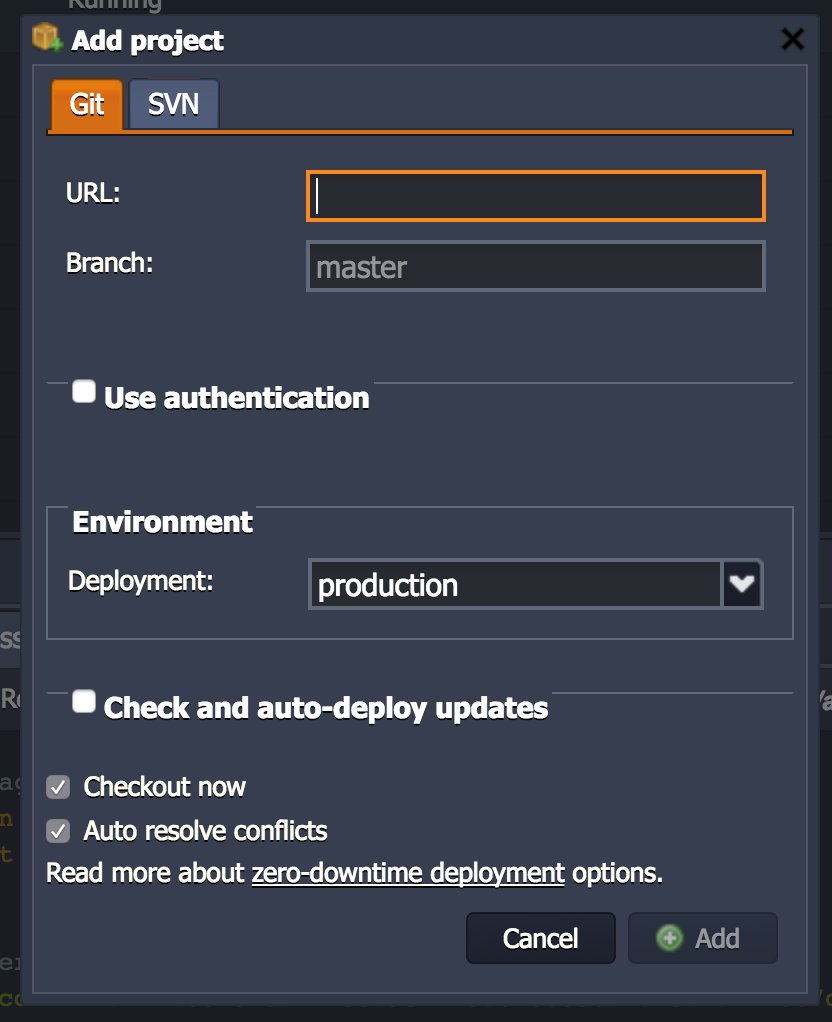 Running
Add project
Git SVN
URL:
Branch: master
Use authentication
Environment
Deployment: production
Check and auto-deploy updates
Checkout now
Auto resolve conflicts
Read more about zero-downtime deployment options.
Cancel Add